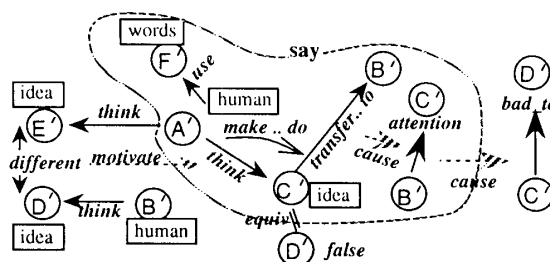 words
say
F'
use
B'
D'
idea
human
C'
bad_to
E'
think
A'
make .. do
transfer..to
attention
different
motivate
think
cause
cause
D'
think
B'
C'
idea
B'
C'
idea
human
equiv
D'
false